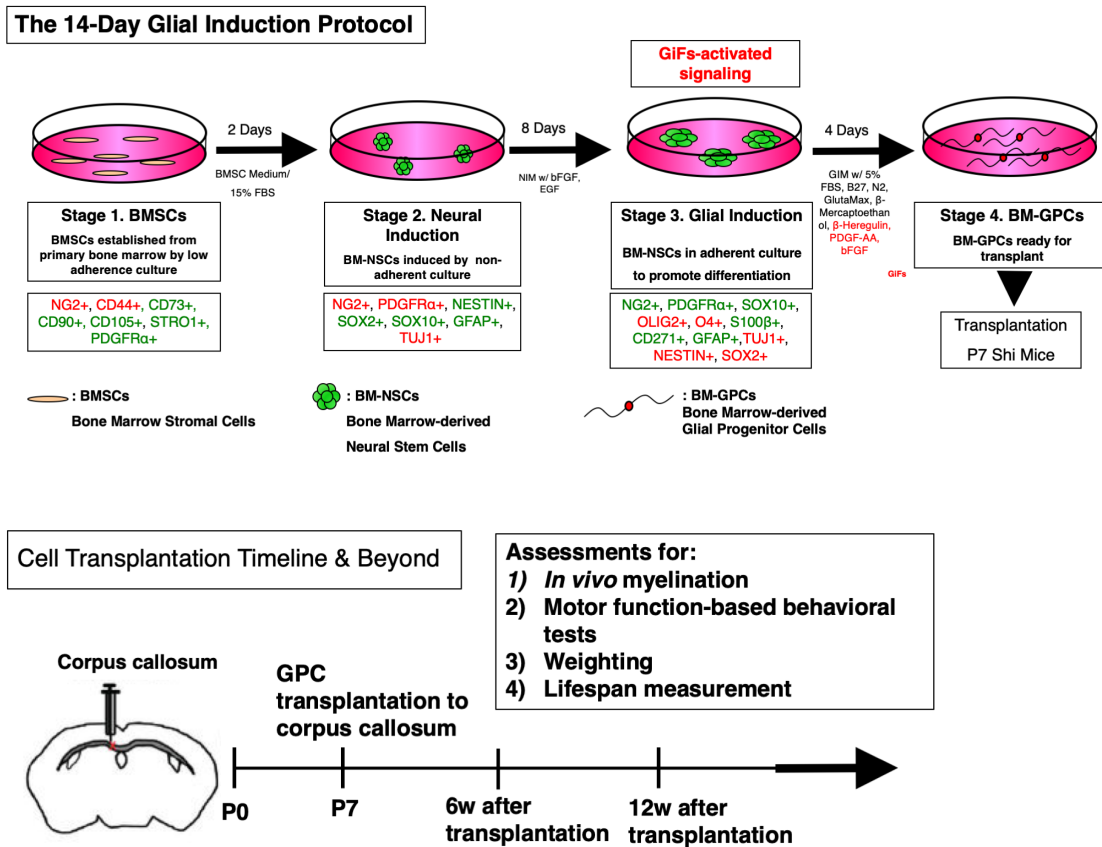 The 14-Day Glial Induction Protocol
GiFs-activated
signaling
2 Days
BMSC Medium/
15% FBS
8 Days
NIM w/ bFGF,
EGF
4 Days
GIM w/ 5%
FBS, B27, N2,
GlutaMax, β-
Mercaptoethan
ol, β-Heregulin,
PDGF-AA,
bFGF
GiFs
Stage 1. BMSCs
BMSCs established from
primary bone marrow by low
adherence culture
Stage 2. Neural
Induction
BM-NSCs induced by non-
adherent culture
Stage 3. Glial Induction
BM-NSCs in adherent culture
to promote differentiation
Stage 4. BM-GPCs
BM-GPCs ready for
transplant
NG2+, CD44+, CD73+,
CD90+, CD105+, STRO1+,
PDGFRα+
NG2+, PDGFRα+, NESTIN+,
SOX2+, SOX10+, GFAP+,
TUJ1+
NG2+, PDGFRα+, SOX10+,
OLIG2+, O4+, S100β+,
CD271+, GFAP+,TUJ1+,
NESTIN+, SOX2+
Transplantation
P7 Shi Mice
: BMSCs
Bone Marrow Stromal Cells
: BM-NSCs
Bone Marrow-derived
Neural Stem Cells
: BM-GPCs
Bone Marrow-derived
Glial Progenitor Cells
Cell Transplantation Timeline & Beyond
Assessments for:
1) In vivo myelination
2) Motor function-based behavioral
tests
3) Weighting
4) Lifespan measurement
Corpus callosum
GPC
transplantation to
corpus callosum
P0
P7
6w after
transplantation
12w after
transplantation